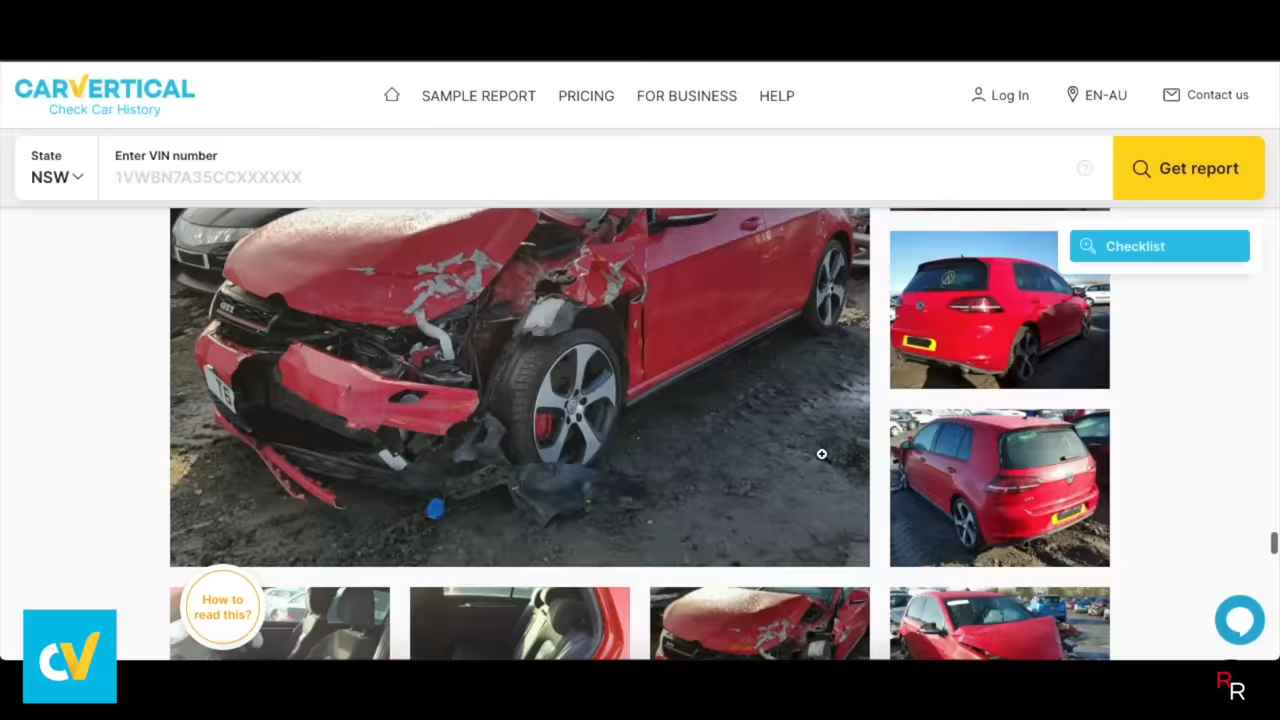 CARVERTICAL
Check Car History
SAMPLE REPORT
PRICING
FOR BUSINESS
HELP
Log In
EN-AU
Contact us
State
NSW
Enter VIN number
1VWBN7A35CCXXXXXX
Get report
Checklist
How to
read this?
CV
RR